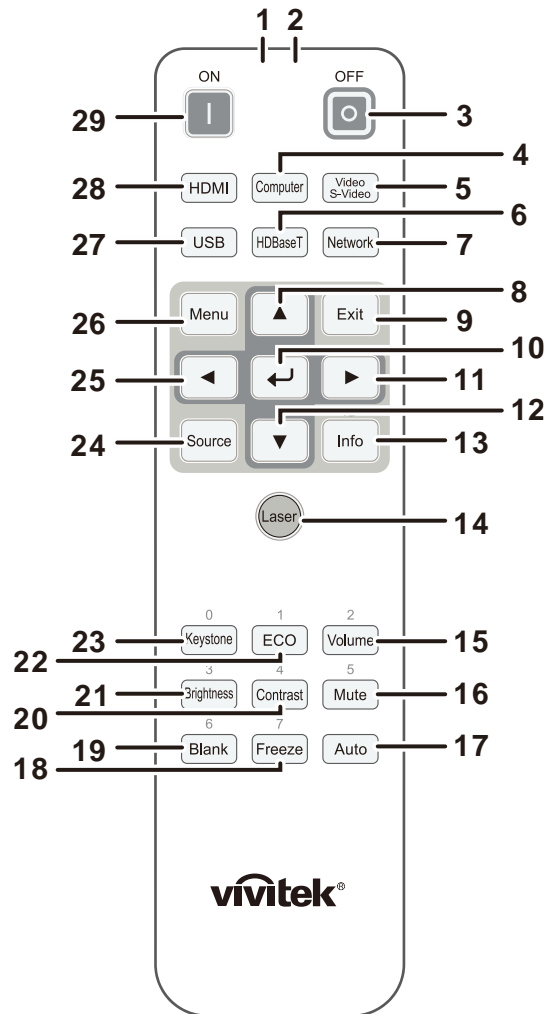 1 2
ON OFF
29 3
4
28 HDMI Computer Video
S-Video 5
6
27 USB HDBaseT Network 7
26 Menu ▲ Exit 8
9
10
25 ◄ ► 11
12
24 Source ▼ Info 13
Laser 14
0 1 2
23 Keystone ECO Volume 15
22
3 4 5
21 Brightness Contrast Mute 16
20
6 7
19 Blank Freeze Auto 17
18
vivitek®